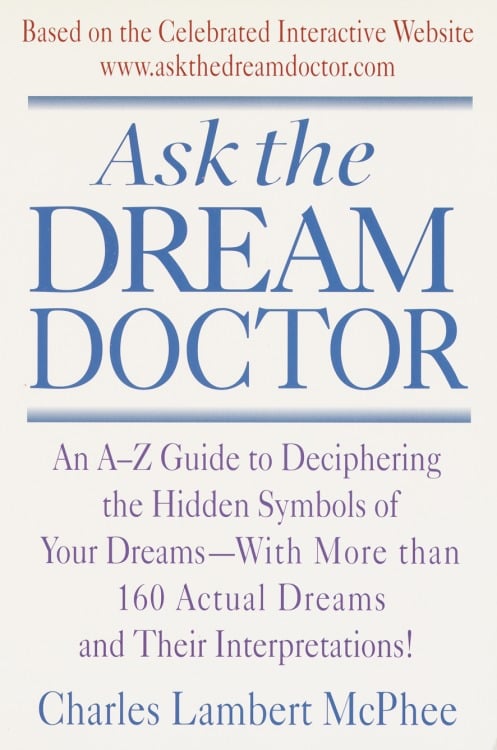 Based on the Celebrated Interactive Website
www.askthedreamdoctor.com
Ask the
DREAM
DOCTOR
An A–Z Guide to Deciphering
the Hidden Symbols of
Your Dreams—With More than
160 Actual Dreams
and Their Interpretations!
Charles Lambert McPhee